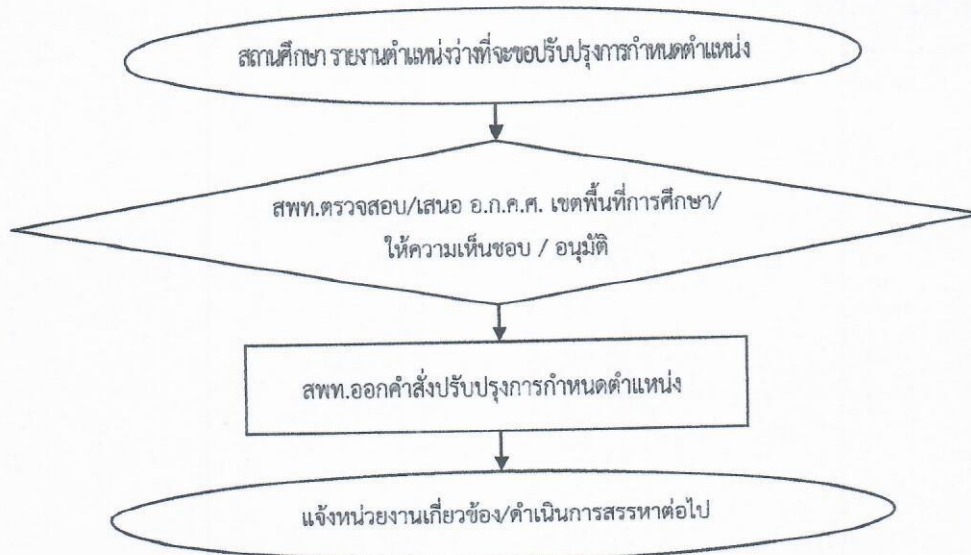 สถานศึกษา รายงานตำแหน่งว่างที่จะขอปรับปรุงการกำหนดตำแหน่ง
สพท.ตรวจสอบ/เสนอ อ.ก.ค.ศ. เขตพื้นที่การศึกษา/
ให้ความเห็นชอบ / อนุมัติ
สพท.ออกคำสั่งปรับปรุงการกำหนดตำแหน่ง
แจ้งหน่วยงานเกี่ยวข้อง/ดำเนินการสรรหาต่อไป